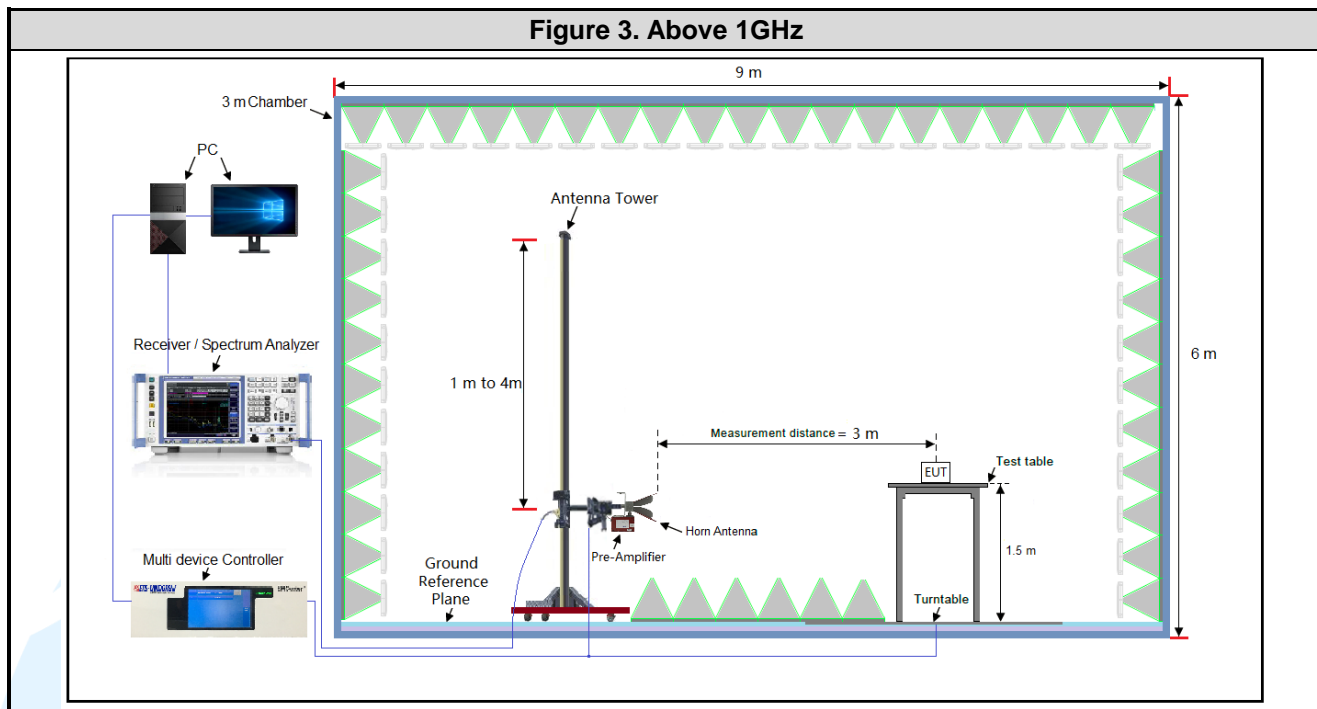 Figure 3. Above 1GHz
9 m
3 m Chamber
PC
Antenna Tower
Receiver / Spectrum Analyzer
1 m to 4m
6 m
Measurement distance = 3 m
EUT
Test table
Horn Antenna
Pre-Amplifier
1.5 m
Multi device Controller
Ground
Reference
Plane
Turntable